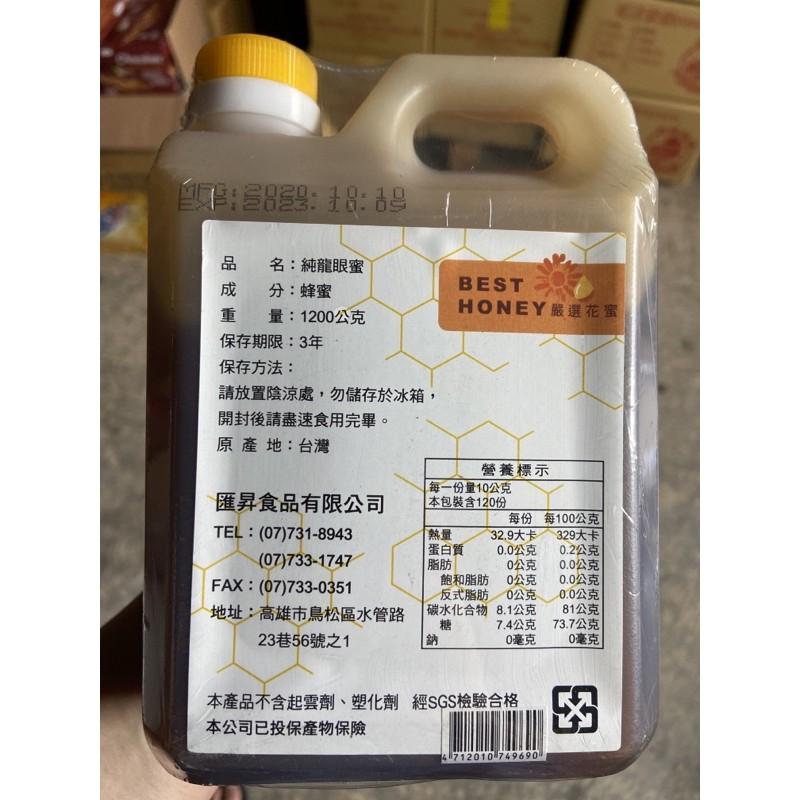 MFG:2020.10.10
EXP:2023.10.09
品 名：純龍眼蜜
成 分：蜂蜜
重 量：1200公克
保存期限：3年
保存方法：
請放置陰涼處，勿儲存於冰箱，
開封後請盡速食用完畢。
原 產 地：台灣
BEST
HONEY嚴選花蜜
匯昇食品有限公司
TEL：(07)731-8943
(07)733-1747
FAX：(07)733-0351
地址：高雄市鳥松區水管路
23巷56號之1
營養標示
每一份量10公克
本包裝含120份
每份 每100公克
熱量 32.9大卡 329大卡
蛋白質 0.0公克 0.2公克
脂肪 0公克 0.0公克
飽和脂肪 0公克 0.0公克
反式脂肪 0公克 0.0公克
碳水化合物 8.1公克 81公克
糖 7.4公克 73.7公克
鈉 0毫克 0毫克
本產品不含起雲劑、塑化劑 經SGS檢驗合格
本公司已投保產物保險
4 712010 749690